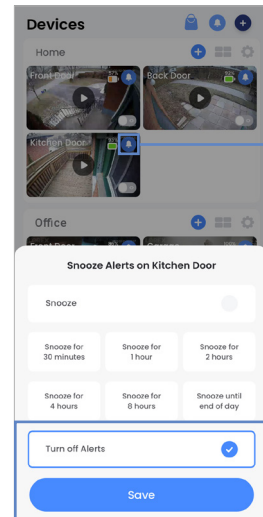 Devices
Home
Front Door
Back Door
Kitchen Door
Office
Snooze Alerts on Kitchen Door
Snooze
Snooze for
30 minutes
Snooze for
1 hour
Snooze for
2 hours
Snooze for
4 hours
Snooze for
8 hours
Snooze until
end of day
Turn off Alerts
Save